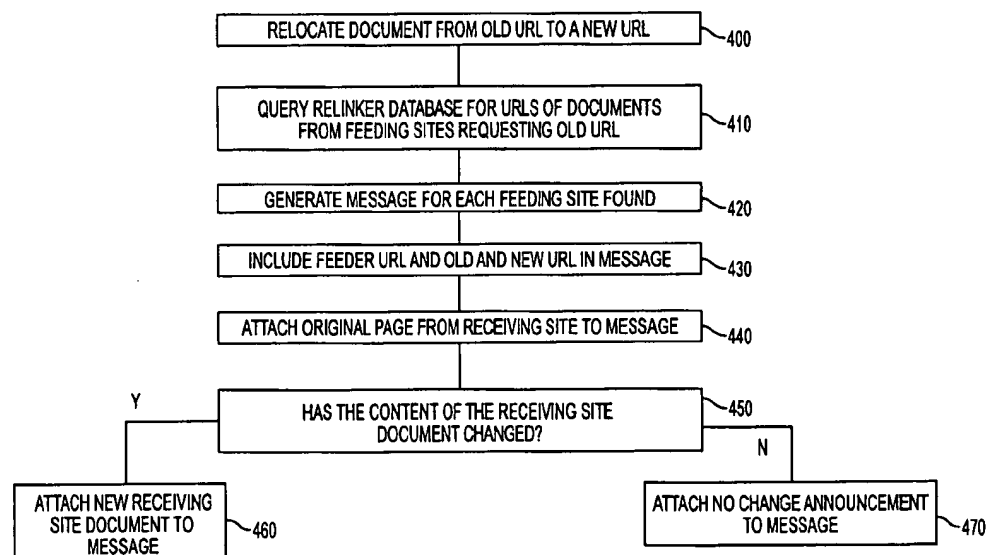 RELOCATE DOCUMENT FROM OLD URL TO A NEW URL
400
QUERY RELINKER DATABASE FOR URLS OF DOCUMENTS
FROM FEEDING SITES REQUESTING OLD URL
410
GENERATE MESSAGE FOR EACH FEEDING SITE FOUND
420
INCLUDE FEEDER URL AND OLD AND NEW URL IN MESSAGE
430
ATTACH ORIGINAL PAGE FROM RECEIVING SITE TO MESSAGE
440
HAS THE CONTENT OF THE RECEIVING SITE
DOCUMENT CHANGED?
450
Y
N
ATTACH NEW RECEIVING
SITE DOCUMENT TO
MESSAGE
460
ATTACH NO CHANGE ANNOUNCEMENT
TO MESSAGE
470